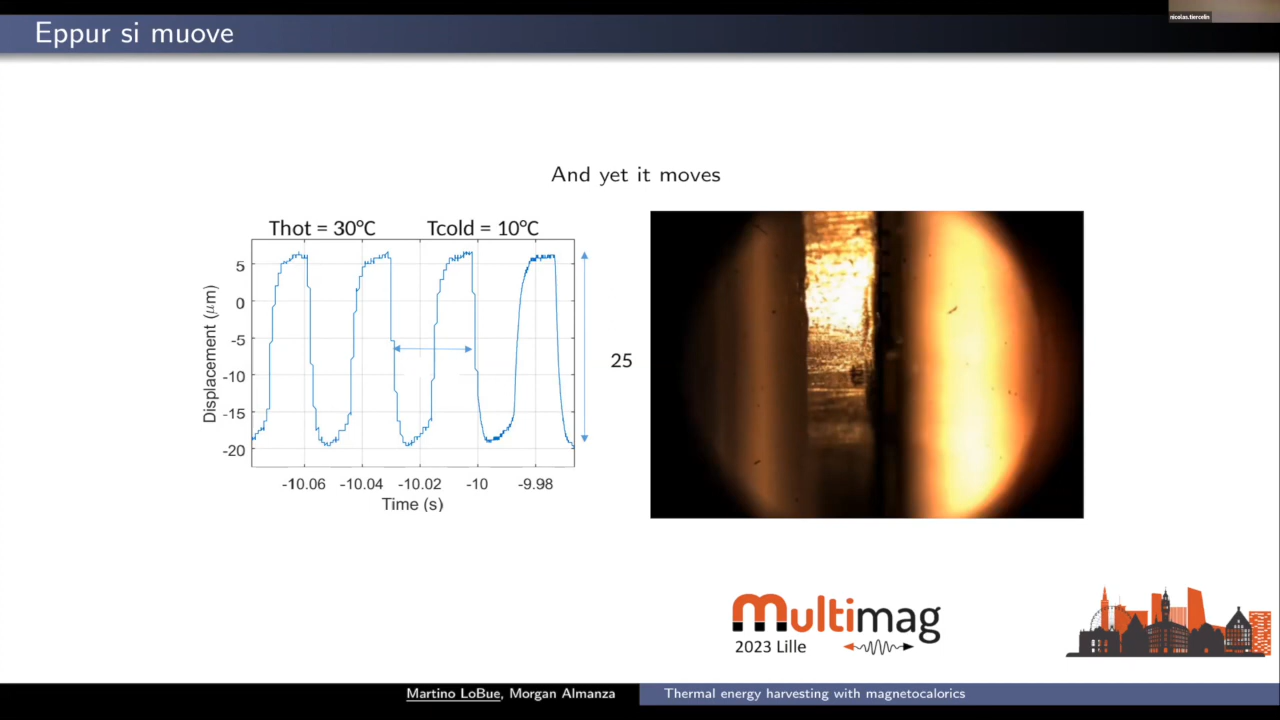 nicolas.tiercelin
Eppur si muove
And yet it moves
Thot = 30°C Tcold = 10°C
Displacement (μm)
5
0
-5
-10
-15
-20
25
-10.06 -10.04 -10.02 -10 -9.98
Time (s)
multimag
2023 Lille
Martino LoBue, Morgan Almanza
Thermal energy harvesting with magnetocalorics